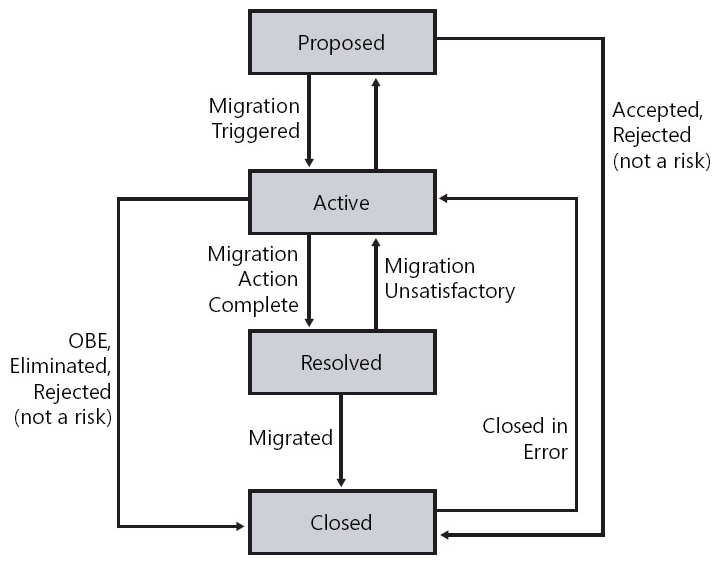 Proposed
Migration
Triggered
Accepted,
Rejected
(not a risk)
Active
Migration
Action
Complete
Migration
Unsatisfactory
OBE,
Eliminated,
Rejected
(not a risk)
Resolved
Migrated
Closed in
Error
Closed